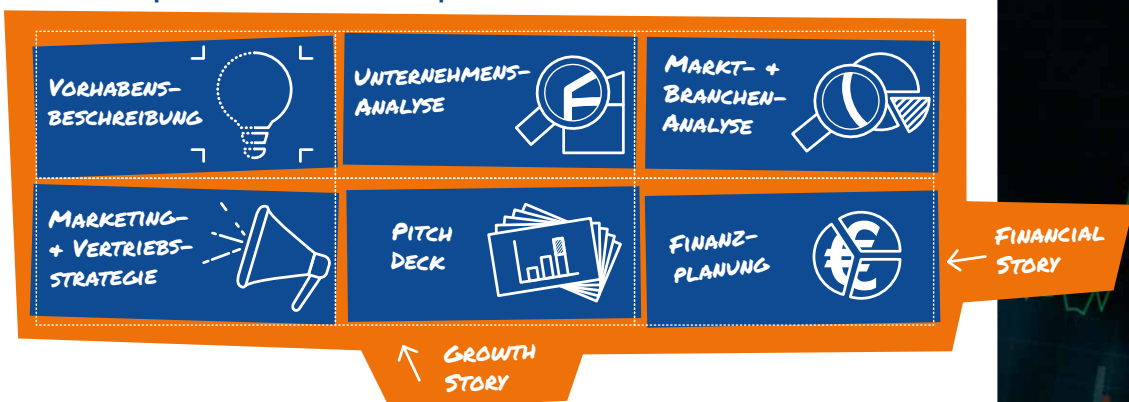 VORHABENS-
BESCHREIBUNG
UNTERNEHMENS-
ANALYSE
MARKT- +
BRANCHEN-
ANALYSE
MARKETING-
+ VERTRIEBS-
STRATEGIE
PITCH
DECK
FINANZ-
PLANUNG
FINANCIAL
STORY
GROWTH
STORY